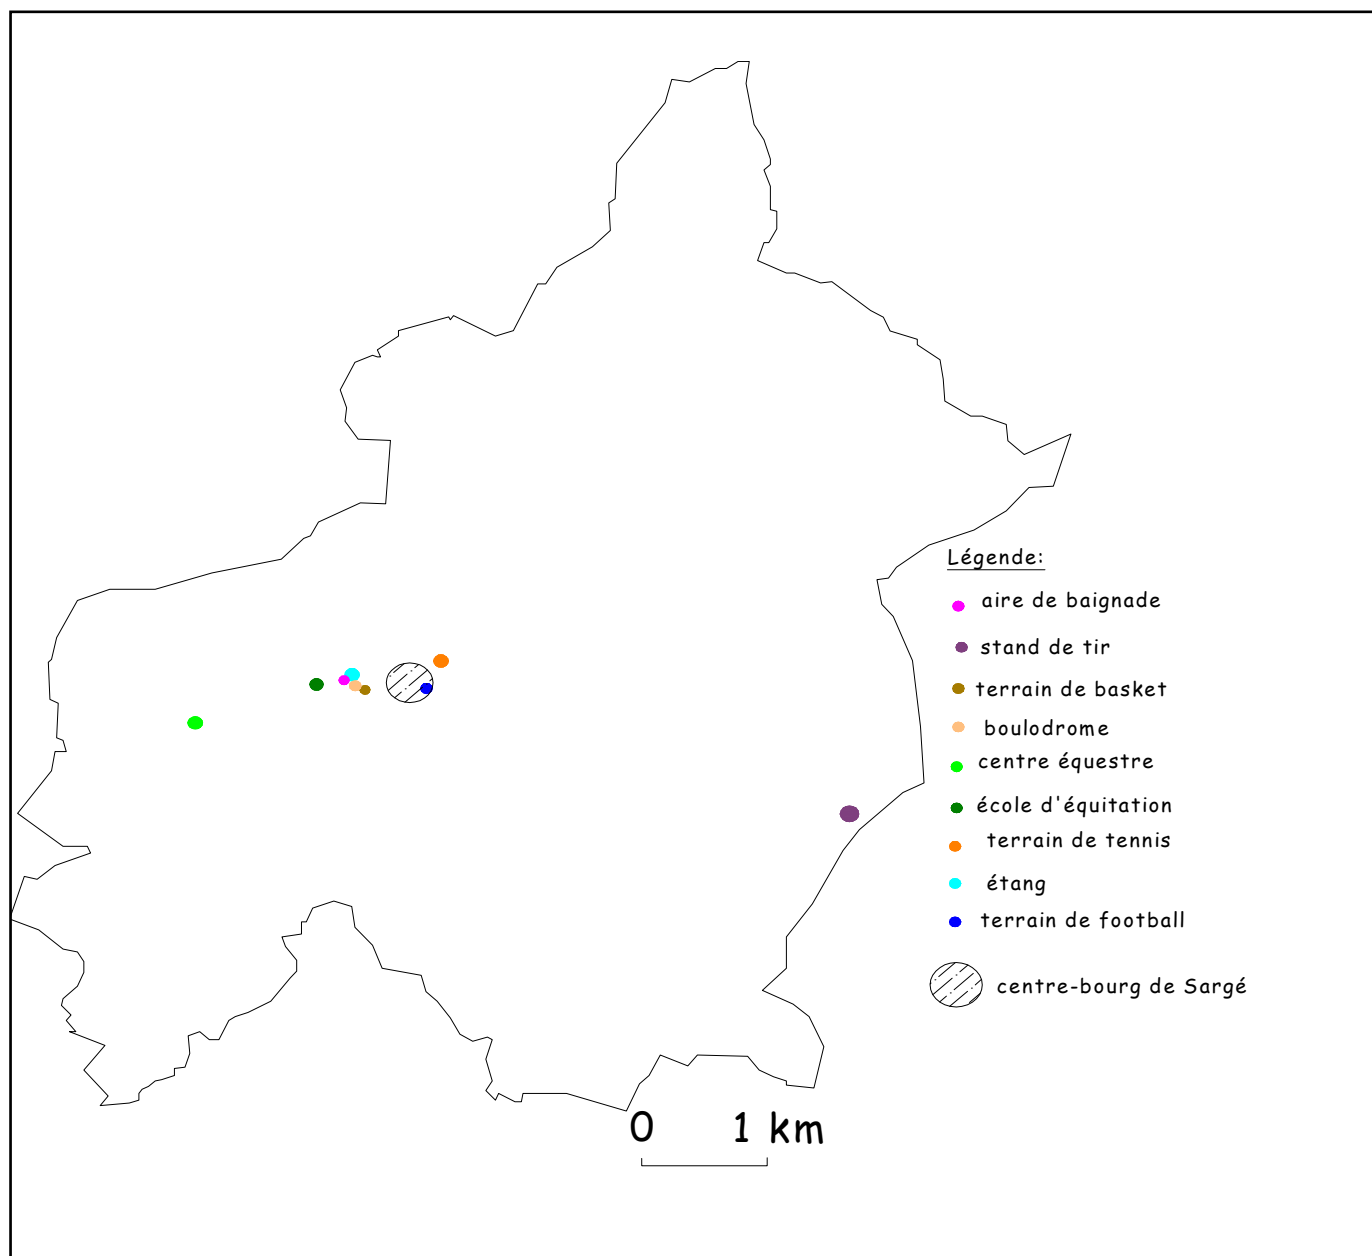 Légende:
aire de baignade
stand de tir
terrain de basket
boulodrome
centre équestre
école d'équitation
terrain de tennis
étang
terrain de football
centre-bourg de Sargé
0 1 km